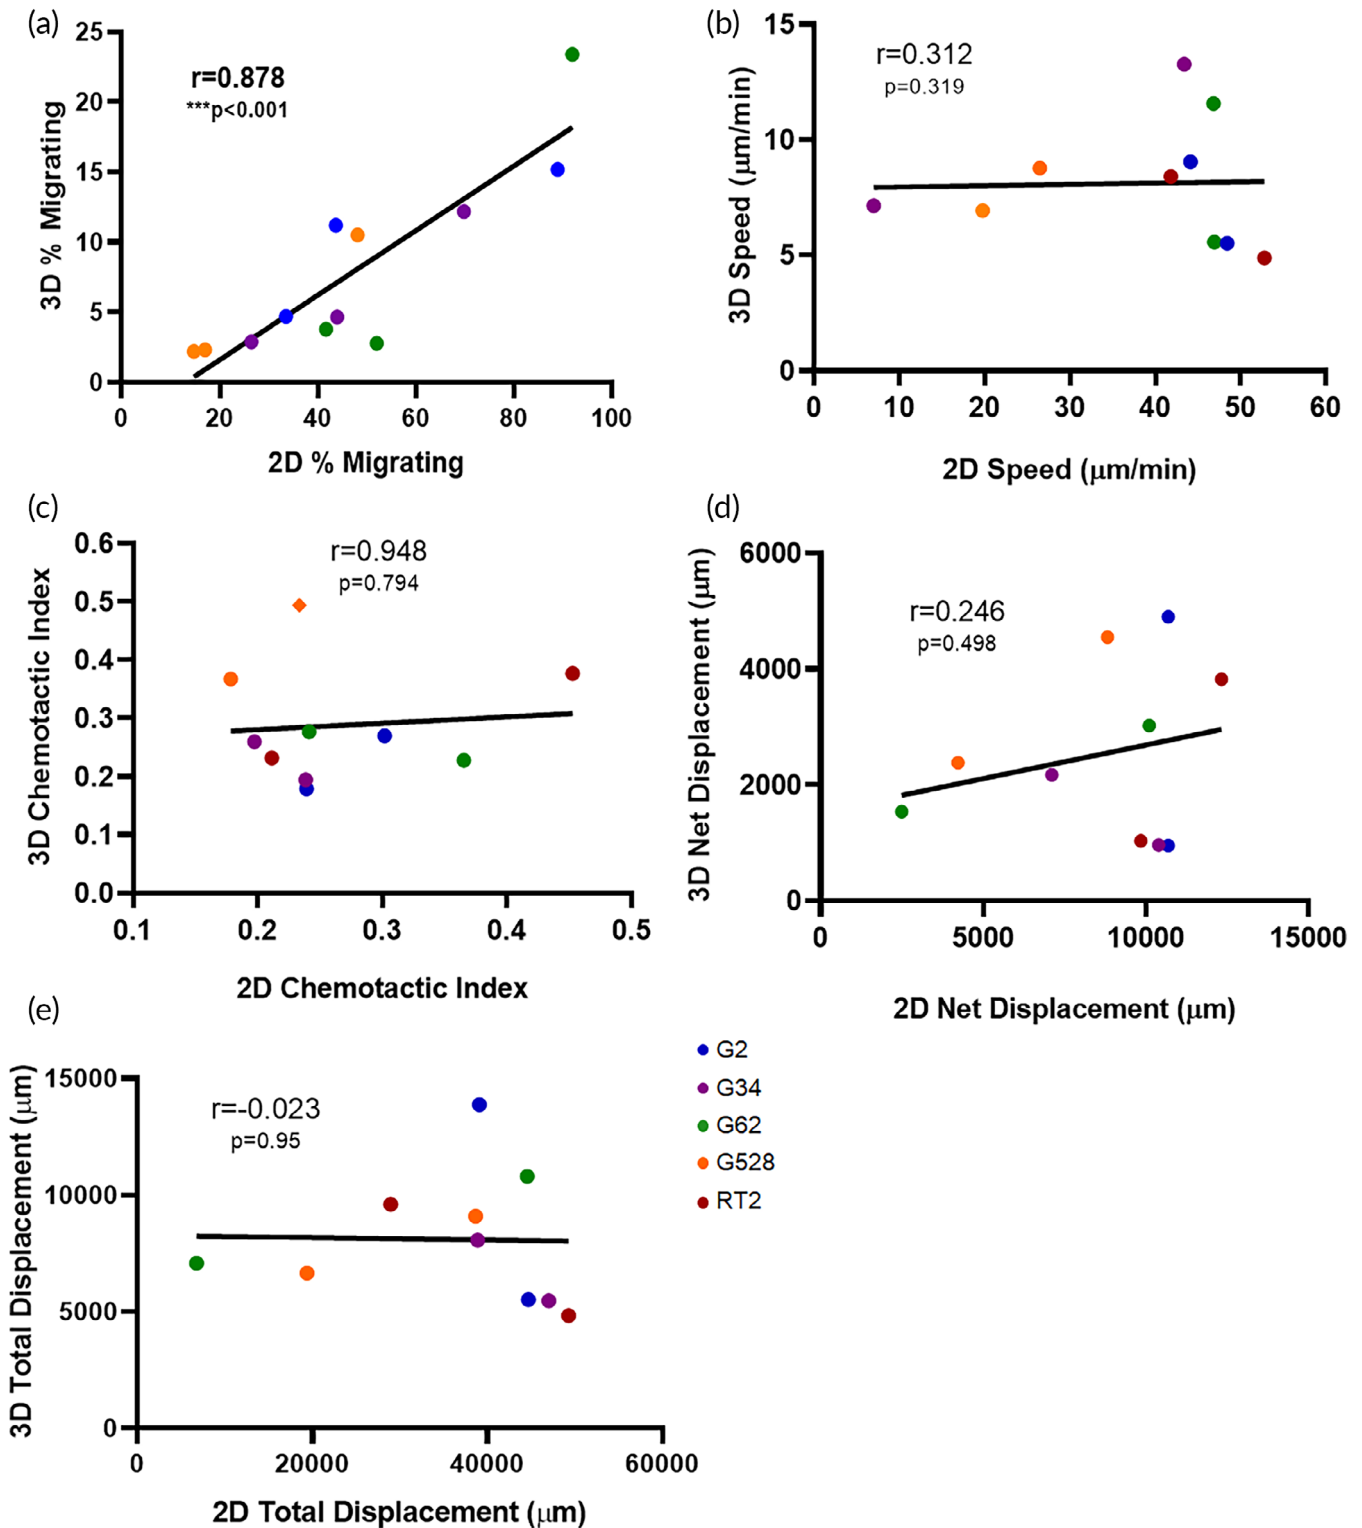 (a)
25
20
15
10
5
0
3D % Migrating
r=0.878
***p<0.001
0 20 40 60 80 100
2D % Migrating
(b)
15
10
5
0
3D Speed (μm/min)
r=0.312
p=0.319
0 10 20 30 40 50 60
2D Speed (μm/min)
(c)
0.6
0.5
0.4
0.3
0.2
0.1
0.0
3D Chemotactic Index
r=0.948
p=0.794
0.1 0.2 0.3 0.4 0.5
2D Chemotactic Index
(d)
6000
4000
2000
0
3D Net Displacement (μm)
r=0.246
p=0.498
0 5000 10000 15000
2D Net Displacement (μm)
(e)
15000
10000
5000
0
3D Total Displacement (μm)
r=-0.023
p=0.95
0 20000 40000 60000
2D Total Displacement (μm)
G2
G34
G62
G528
RT2